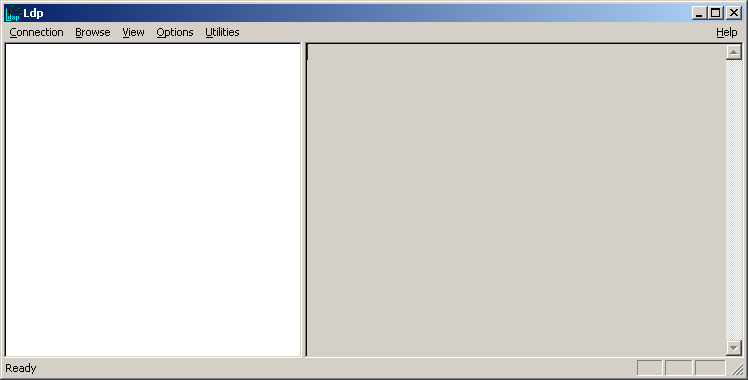 Ldp
Connection Browse View Options Utilities Help
Ready